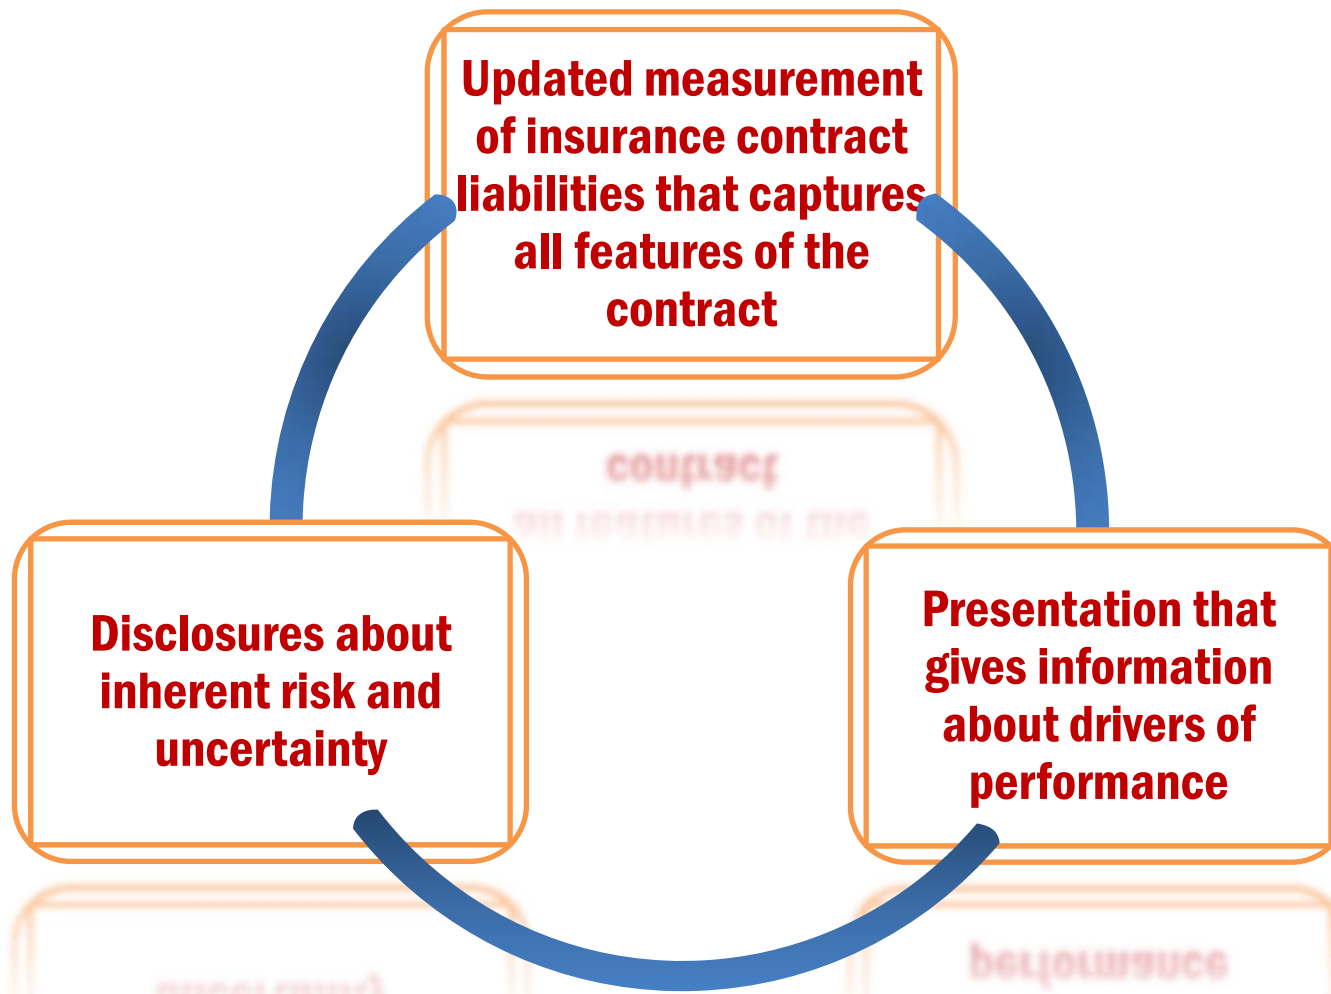 Updated measurement
of insurance contract
liabilities that captures
all features of the
contract
Disclosures about
inherent risk and
uncertainty
Presentation that
gives information
about drivers of
performance